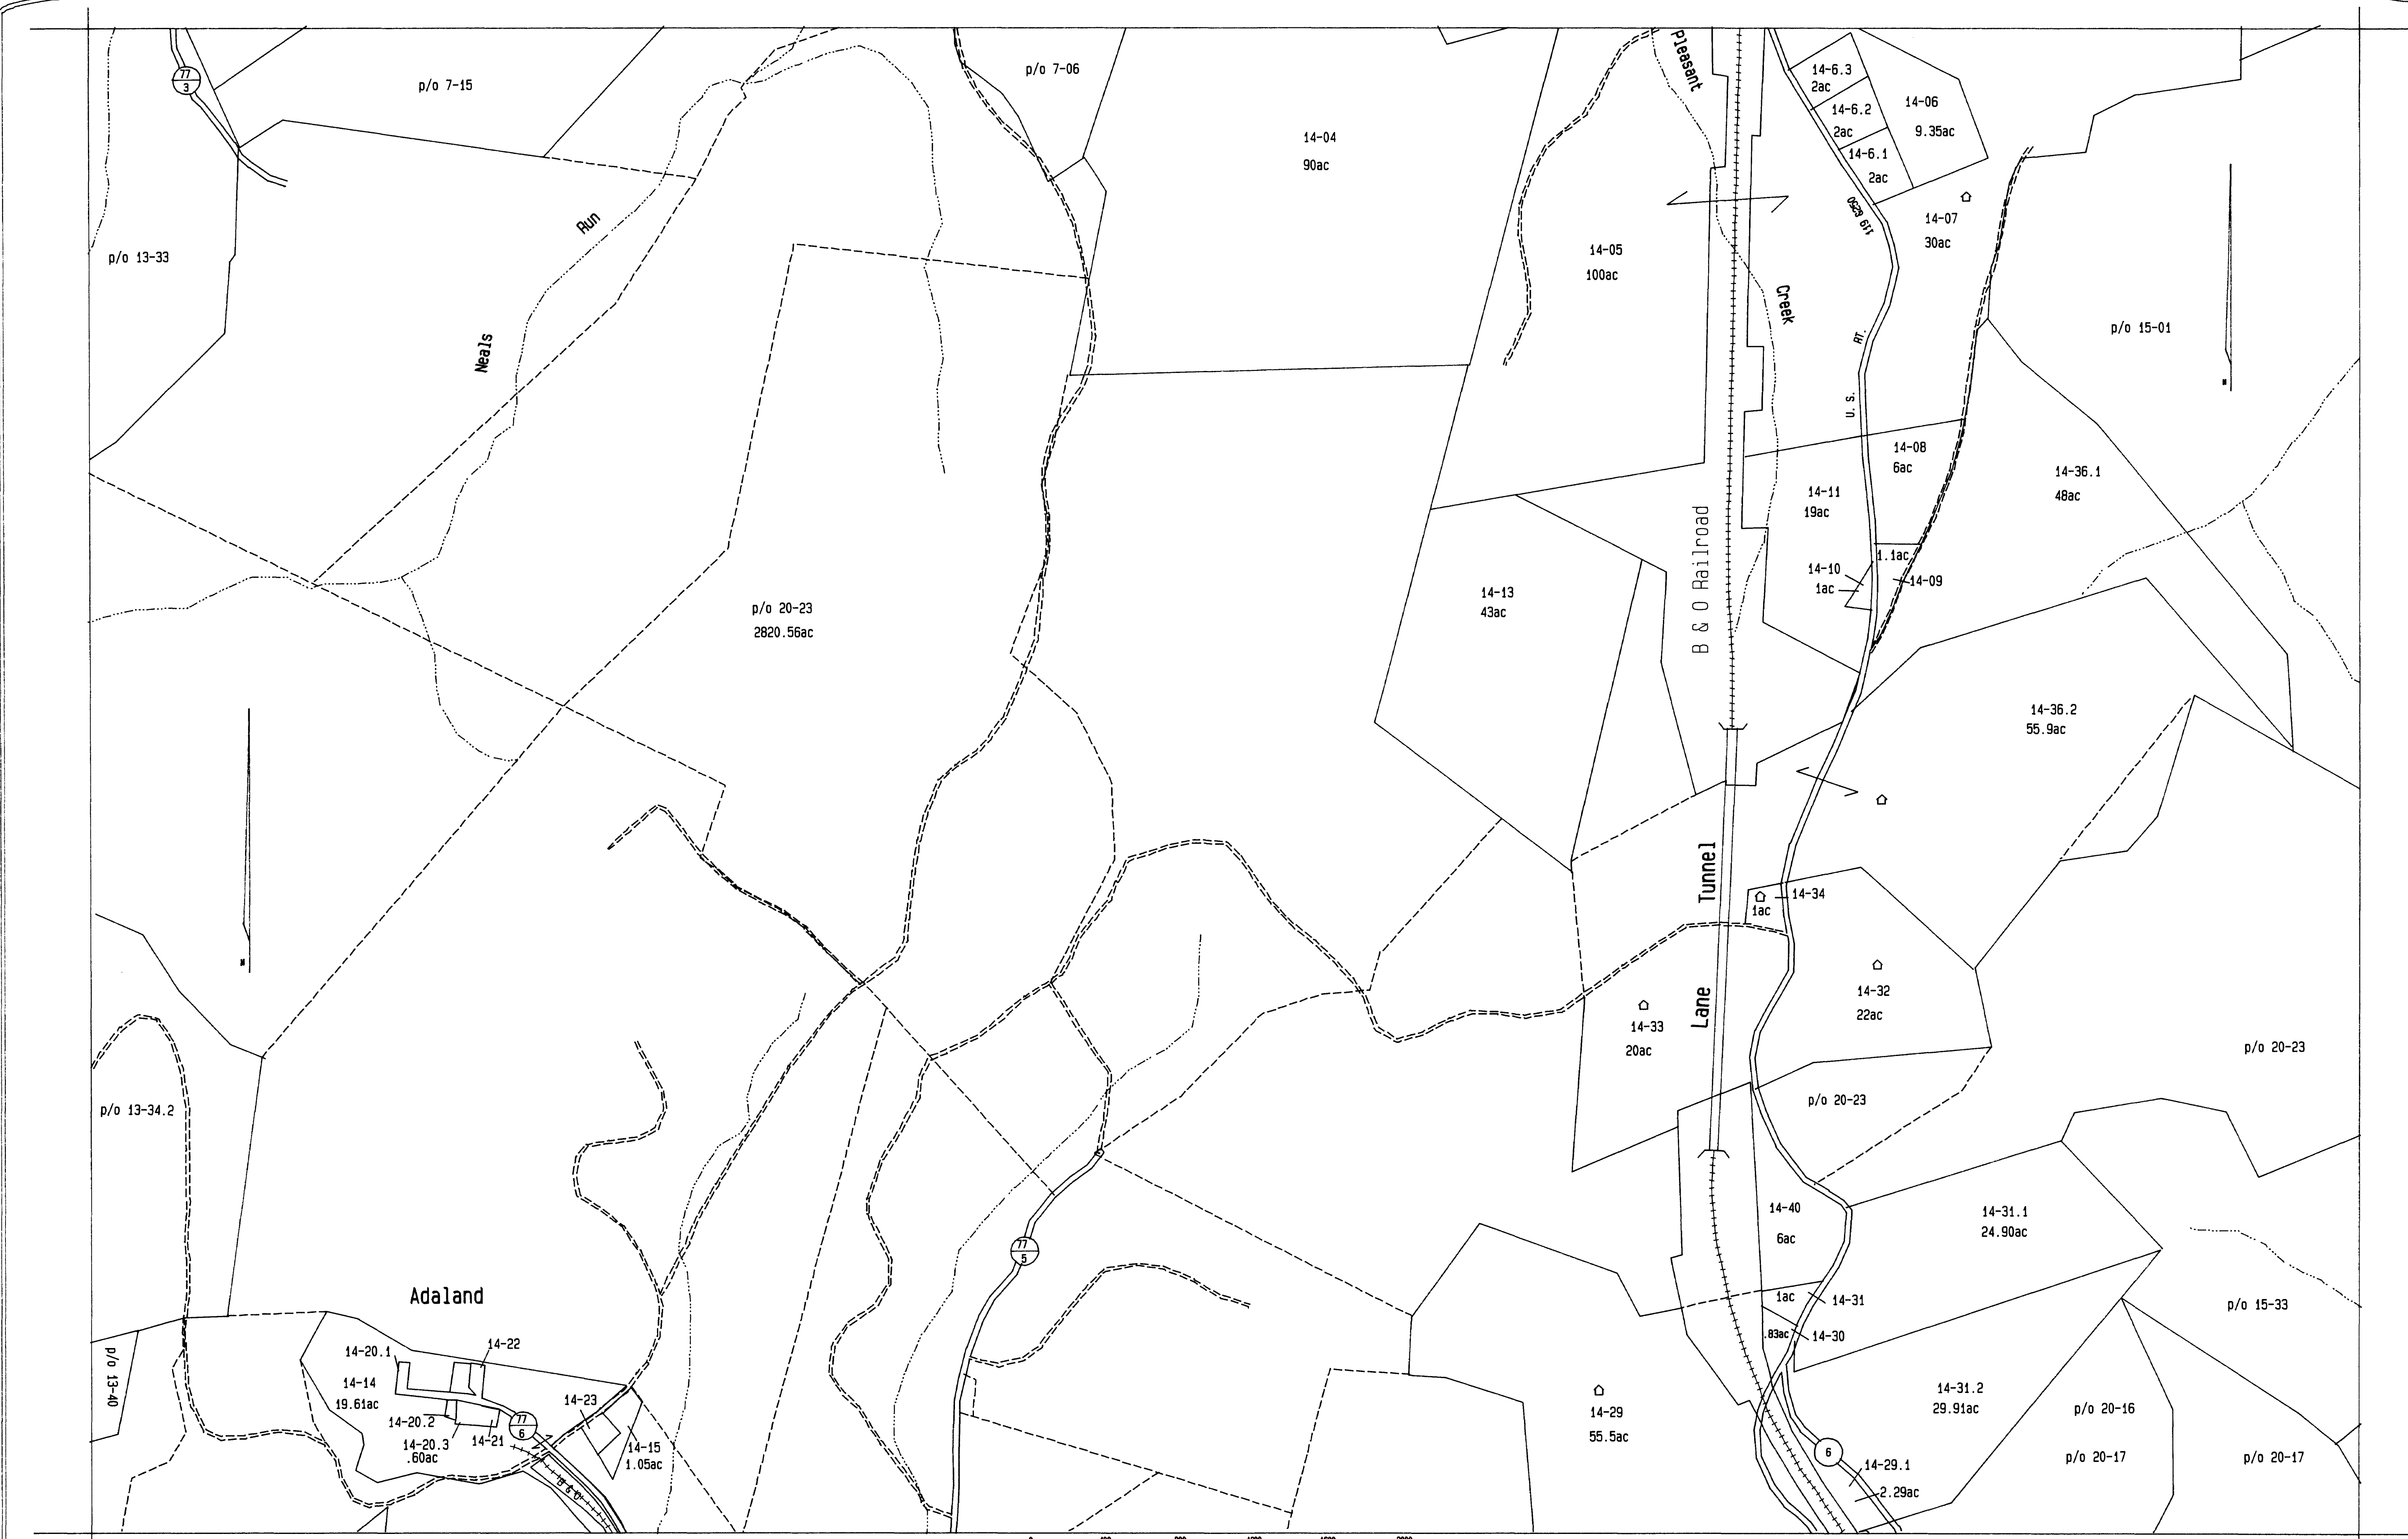 77
3
p/o 7-15
p/o 7-06
14-04
90ac
Pleasant
14-6.3
2ac
14-6.2
2ac
14-6.1
2ac
14-06
9.35ac
14-07
30ac
119
U.S.
RT.
p/o 13-33
Run
Neals
14-05
100ac
Creek
p/o 15-01
14-08
6ac
14-11
19ac
14-36.1
48ac
B & O Railroad
1.1ac
14-10
1ac
14-09
14-13
43ac
p/o 20-23
2820.56ac
14-36.2
55.9ac
Tunnel
14-34
1ac
14-32
22ac
Lane
14-33
20ac
p/o 20-23
p/o 20-23
p/o 13-34.2
14-40
6ac
14-31.1
24.90ac
77
5
Adaland
1ac
14-31
.83ac
14-30
p/o 15-33
p/o 13-40
14-20.1
14-22
14-14
19.61ac
14-20.2
14-20.3
.60ac
14-21
77
6
14-23
14-15
1.05ac
B&O
14-29
55.5ac
14-31.2
29.91ac
p/o 20-16
p/o 20-17
p/o 20-17
6
14-29.1
2.29ac